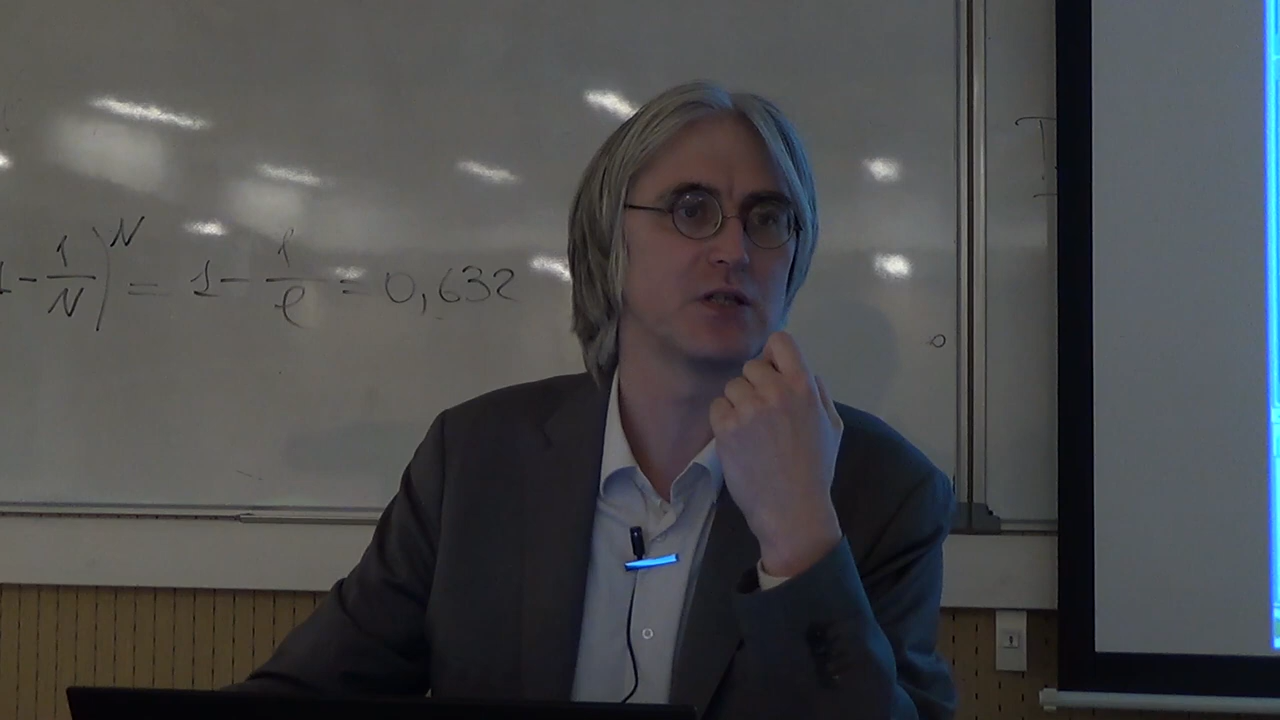 1 - 1/N)^N = 1 - 1/e = 0,632